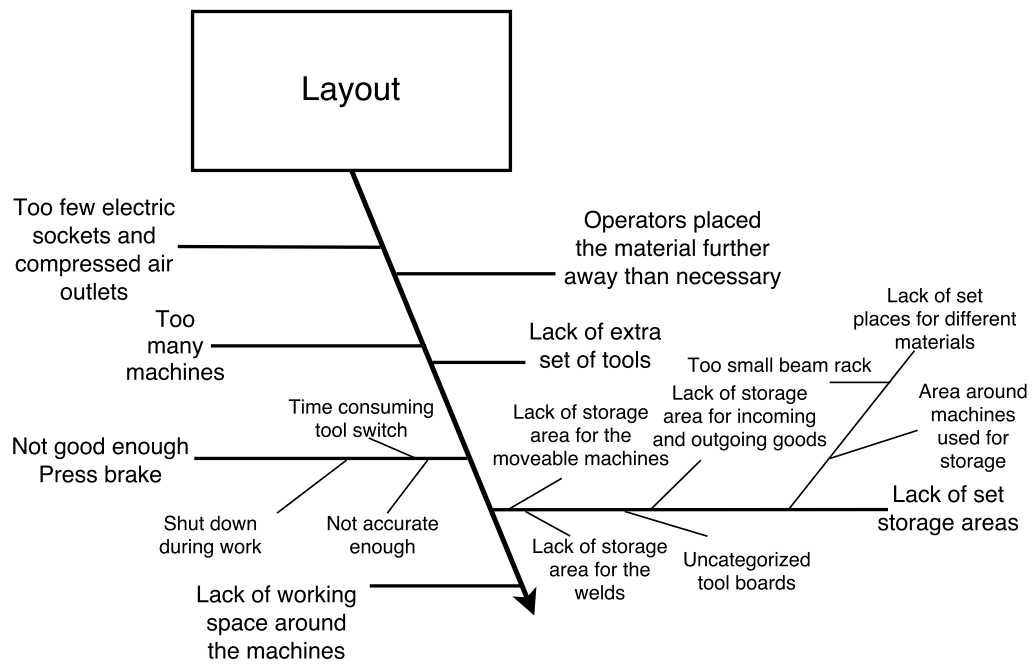 Layout
Too few electric
sockets and
compressed air
outlets
Operators placed
the material further
away than necessary
Too
many
machines
Lack of extra
set of tools
Lack of set
places for different
materials
Too small beam rack
Area around
machines
used for
storage
Lack of storage
area for incoming
and outgoing goods
Lack of storage
area for the
moveable machines
Time consuming
tool switch
Not good enough
Press brake
Lack of set
storage areas
Shut down
during work
Not accurate
enough
Lack of storage
area for the
welds
Uncategorized
tool boards
Lack of working
space around
the machines